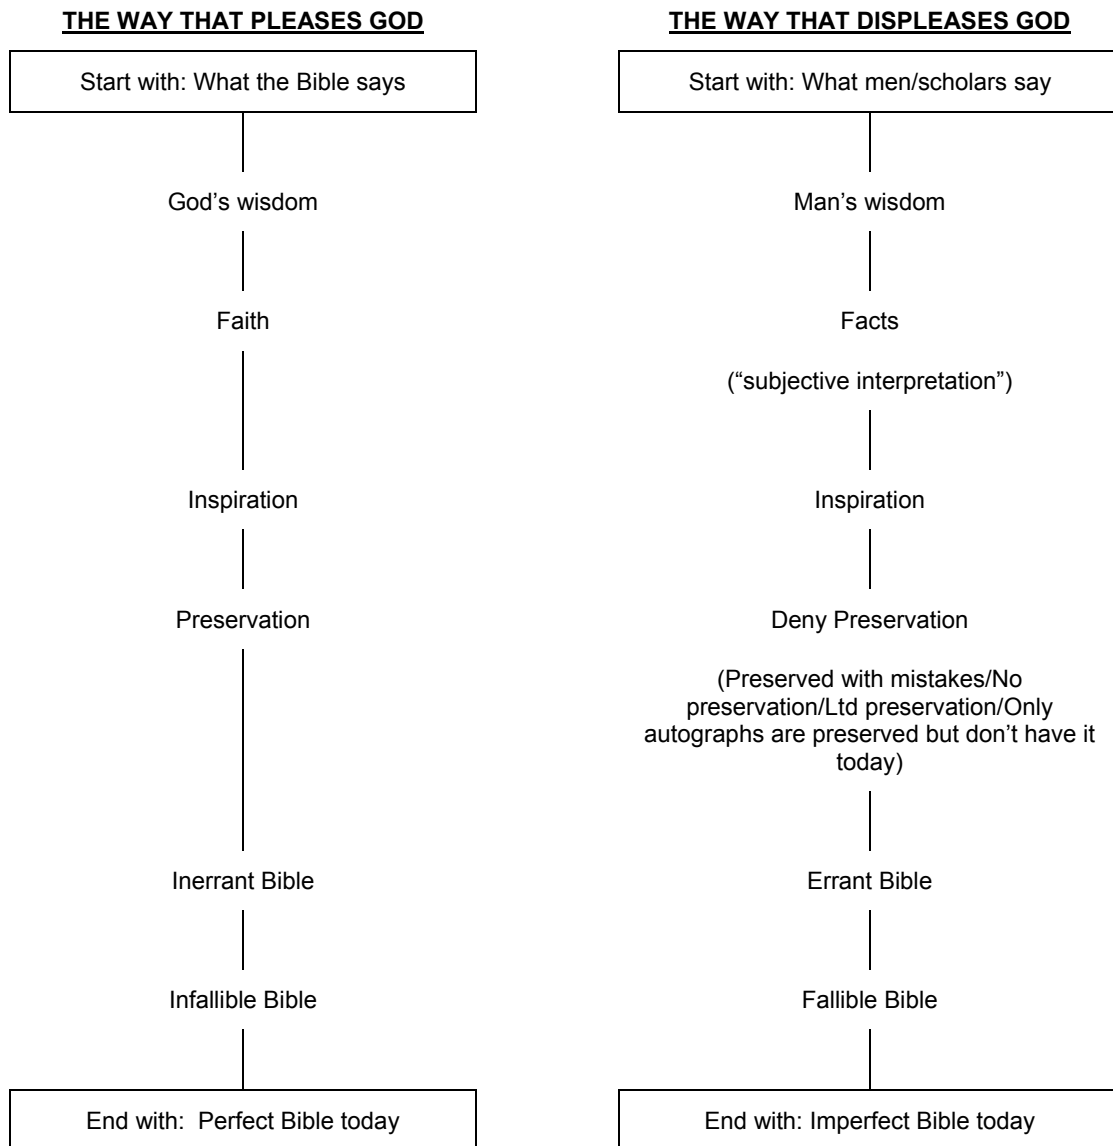 THE WAY THAT PLEASES GOD
Start with: What the Bible says
God’s wisdom
Faith
Inspiration
Preservation
Inerrant Bible
Infallible Bible
End with:  Perfect Bible today
THE WAY THAT DISPLEASES GOD
Start with: What men/scholars say
Man’s wisdom
Facts
(“subjective interpretation”)
Inspiration
Deny Preservation
(Preserved with mistakes/No
preservation/Ltd preservation/Only
autographs are preserved but don’t have it
today)
Errant Bible
Fallible Bible
End with: Imperfect Bible today